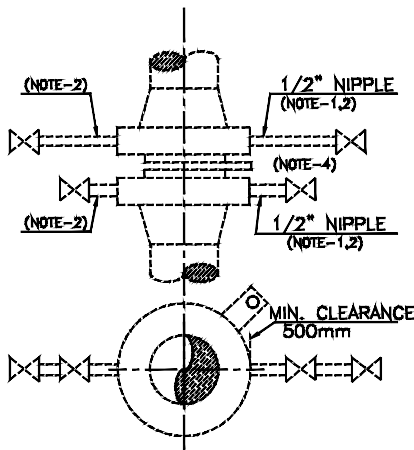 (NOTE-2)
1/2" NIPPLE
(NOTE-1,2)
(NOTE-4)
(NOTE-2)
1/2" NIPPLE
(NOTE-1,2)
MIN. CLEARANCE
500mm